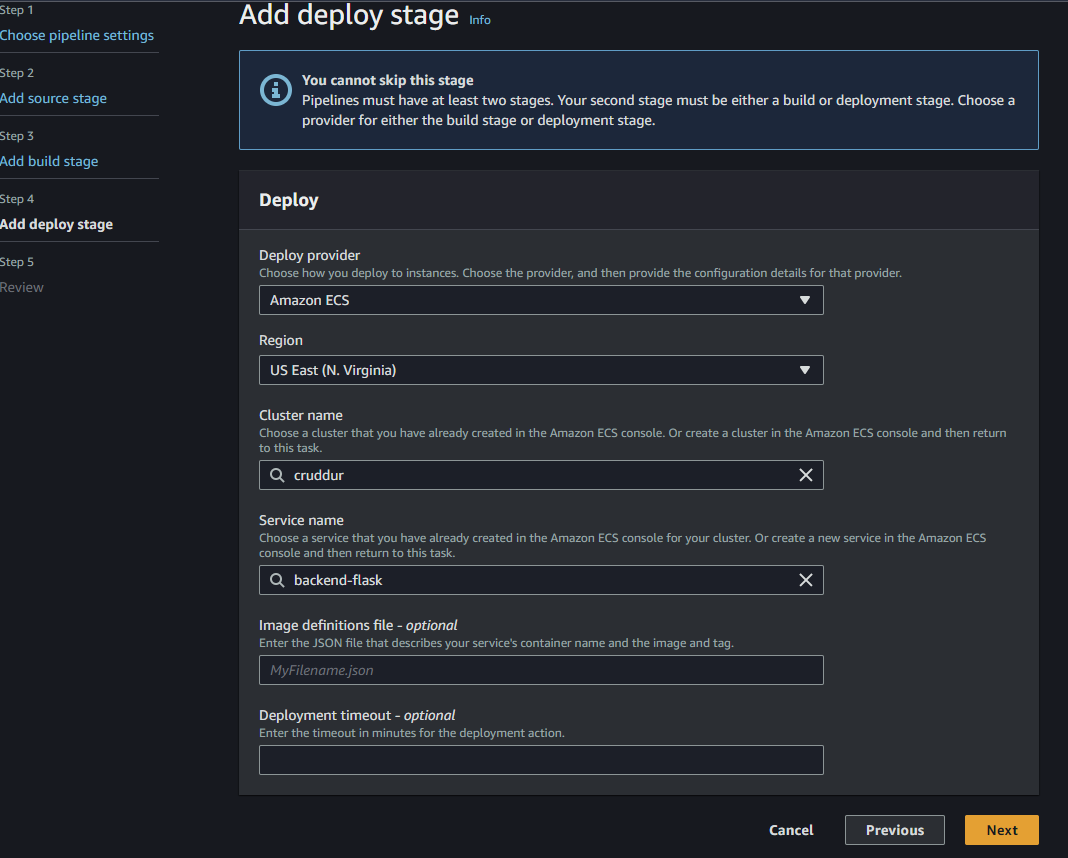 Step 1
Choose pipeline settings
Step 2
Add source stage
Step 3
Add build stage
Step 4
Add deploy stage
Step 5
Review
Add deploy stage Info
You cannot skip this stage
Pipelines must have at least two stages. Your second stage must be either a build or deployment stage. Choose a
provider for either the build stage or deployment stage.
Deploy
Deploy provider
Choose how you deploy to instances. Choose the provider, and then provide the configuration details for that provider.
Amazon ECS
Region
US East (N. Virginia)
Cluster name
Choose a cluster that you have already created in the Amazon ECS console. Or create a cluster in the Amazon ECS console and then return
to this task.
cruddur
Service name
Choose a service that you have already created in the Amazon ECS console for your cluster. Or create a new service in the Amazon ECS
console and then return to this task.
backend-flask
Image definitions file - optional
Enter the JSON file that describes your service's container name and the image and tag.
MyFilename.json
Deployment timeout - optional
Enter the timeout in minutes for the deployment action.
Cancel
Previous
Next